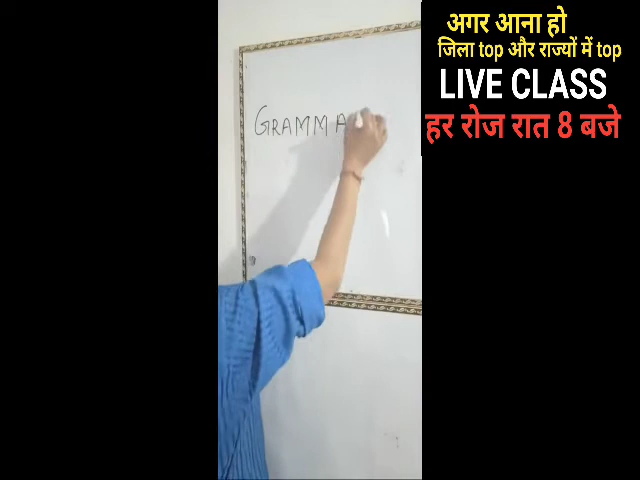 अगर आना हो
जिला top और राज्यों में top
LIVE CLASS
हर रोज रात 8 बजे
GRAMMA